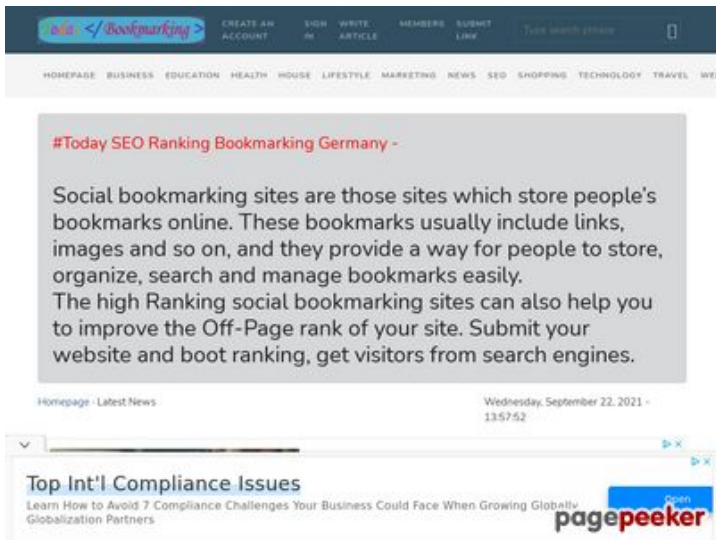 Today </Bookmarking>
CREATE AN ACCOUNT
SIGN IN
WRITE ARTICLE
MEMBERS
SUBMIT LINK
Type search phrase
HOMEPAGE BUSINESS EDUCATION HEALTH HOUSE LIFESTYLE MARKETING NEWS SEO SHOPPING TECHNOLOGY TRAVEL WE
#Today SEO Ranking Bookmarking Germany -
Social bookmarking sites are those sites which store people's
bookmarks online. These bookmarks usually include links,
images and so on, and they provide a way for people to store,
organize, search and manage bookmarks easily.
The high Ranking social bookmarking sites can also help you
to improve the Off-Page rank of your site. Submit your
website and boot ranking, get visitors from search engines.
Homepage - Latest News
Wednesday, September 22, 2021 -
13:57:52
Top Int'l Compliance Issues
Learn How to Avoid 7 Compliance Challenges Your Business Could Face When Growing Globally
Globalization Partners
Open
pagepeeker